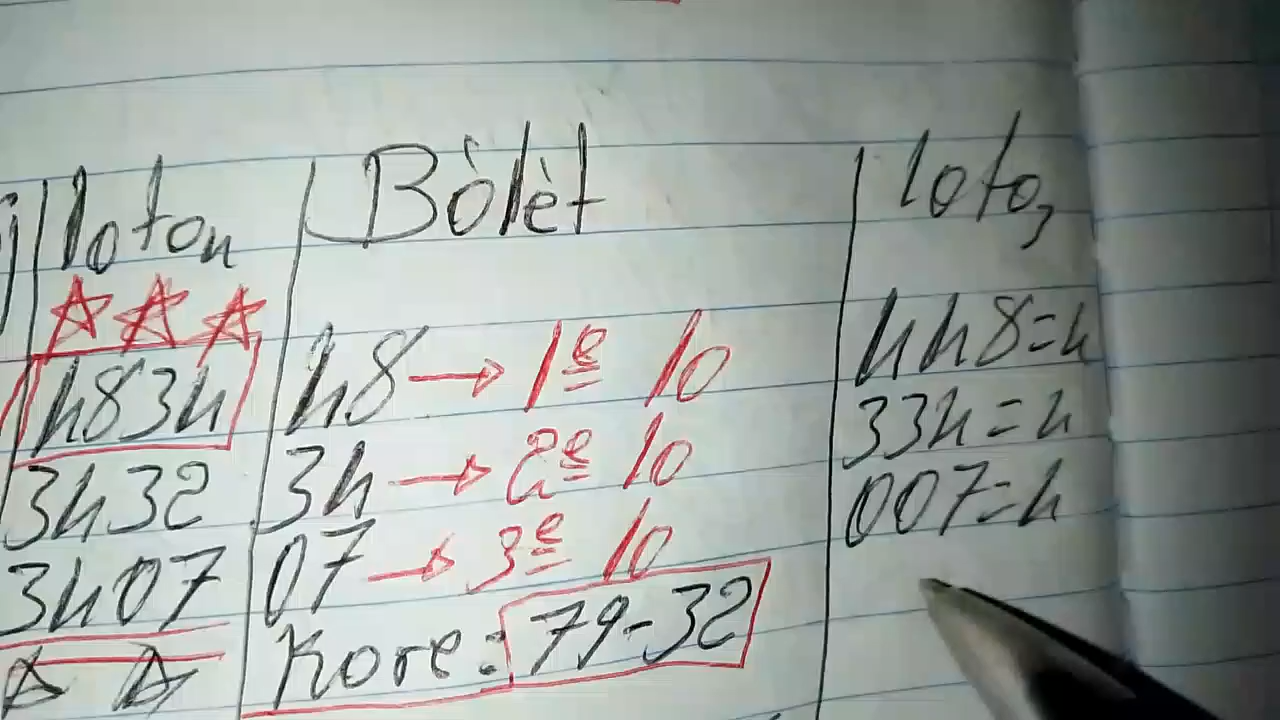 loto4 Bòlèt loto3
4834 48 → 1e lo 448=4
3432 34 → 2e lo 334=4
3407 07 → 3e lo 007=4
Kore: 79-32